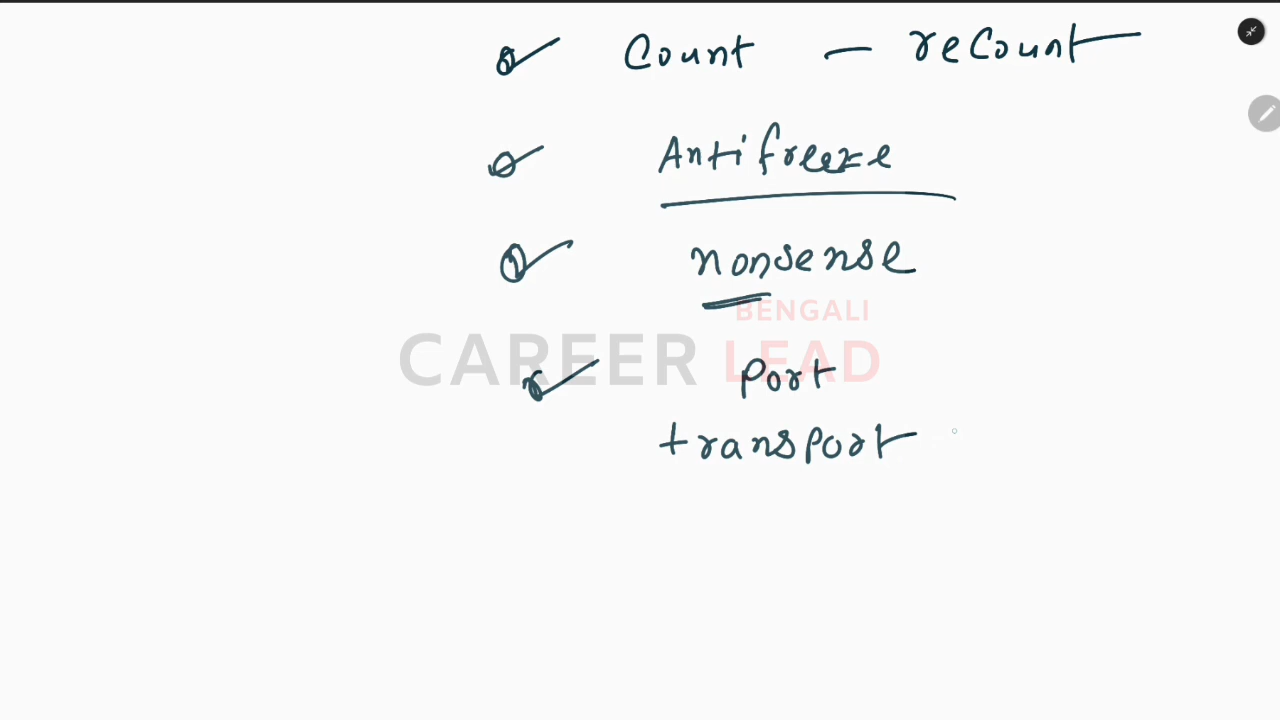 Count — reCount
Antifreeze
nonsense
BENGALI
CAREER LEAD
Port
transport